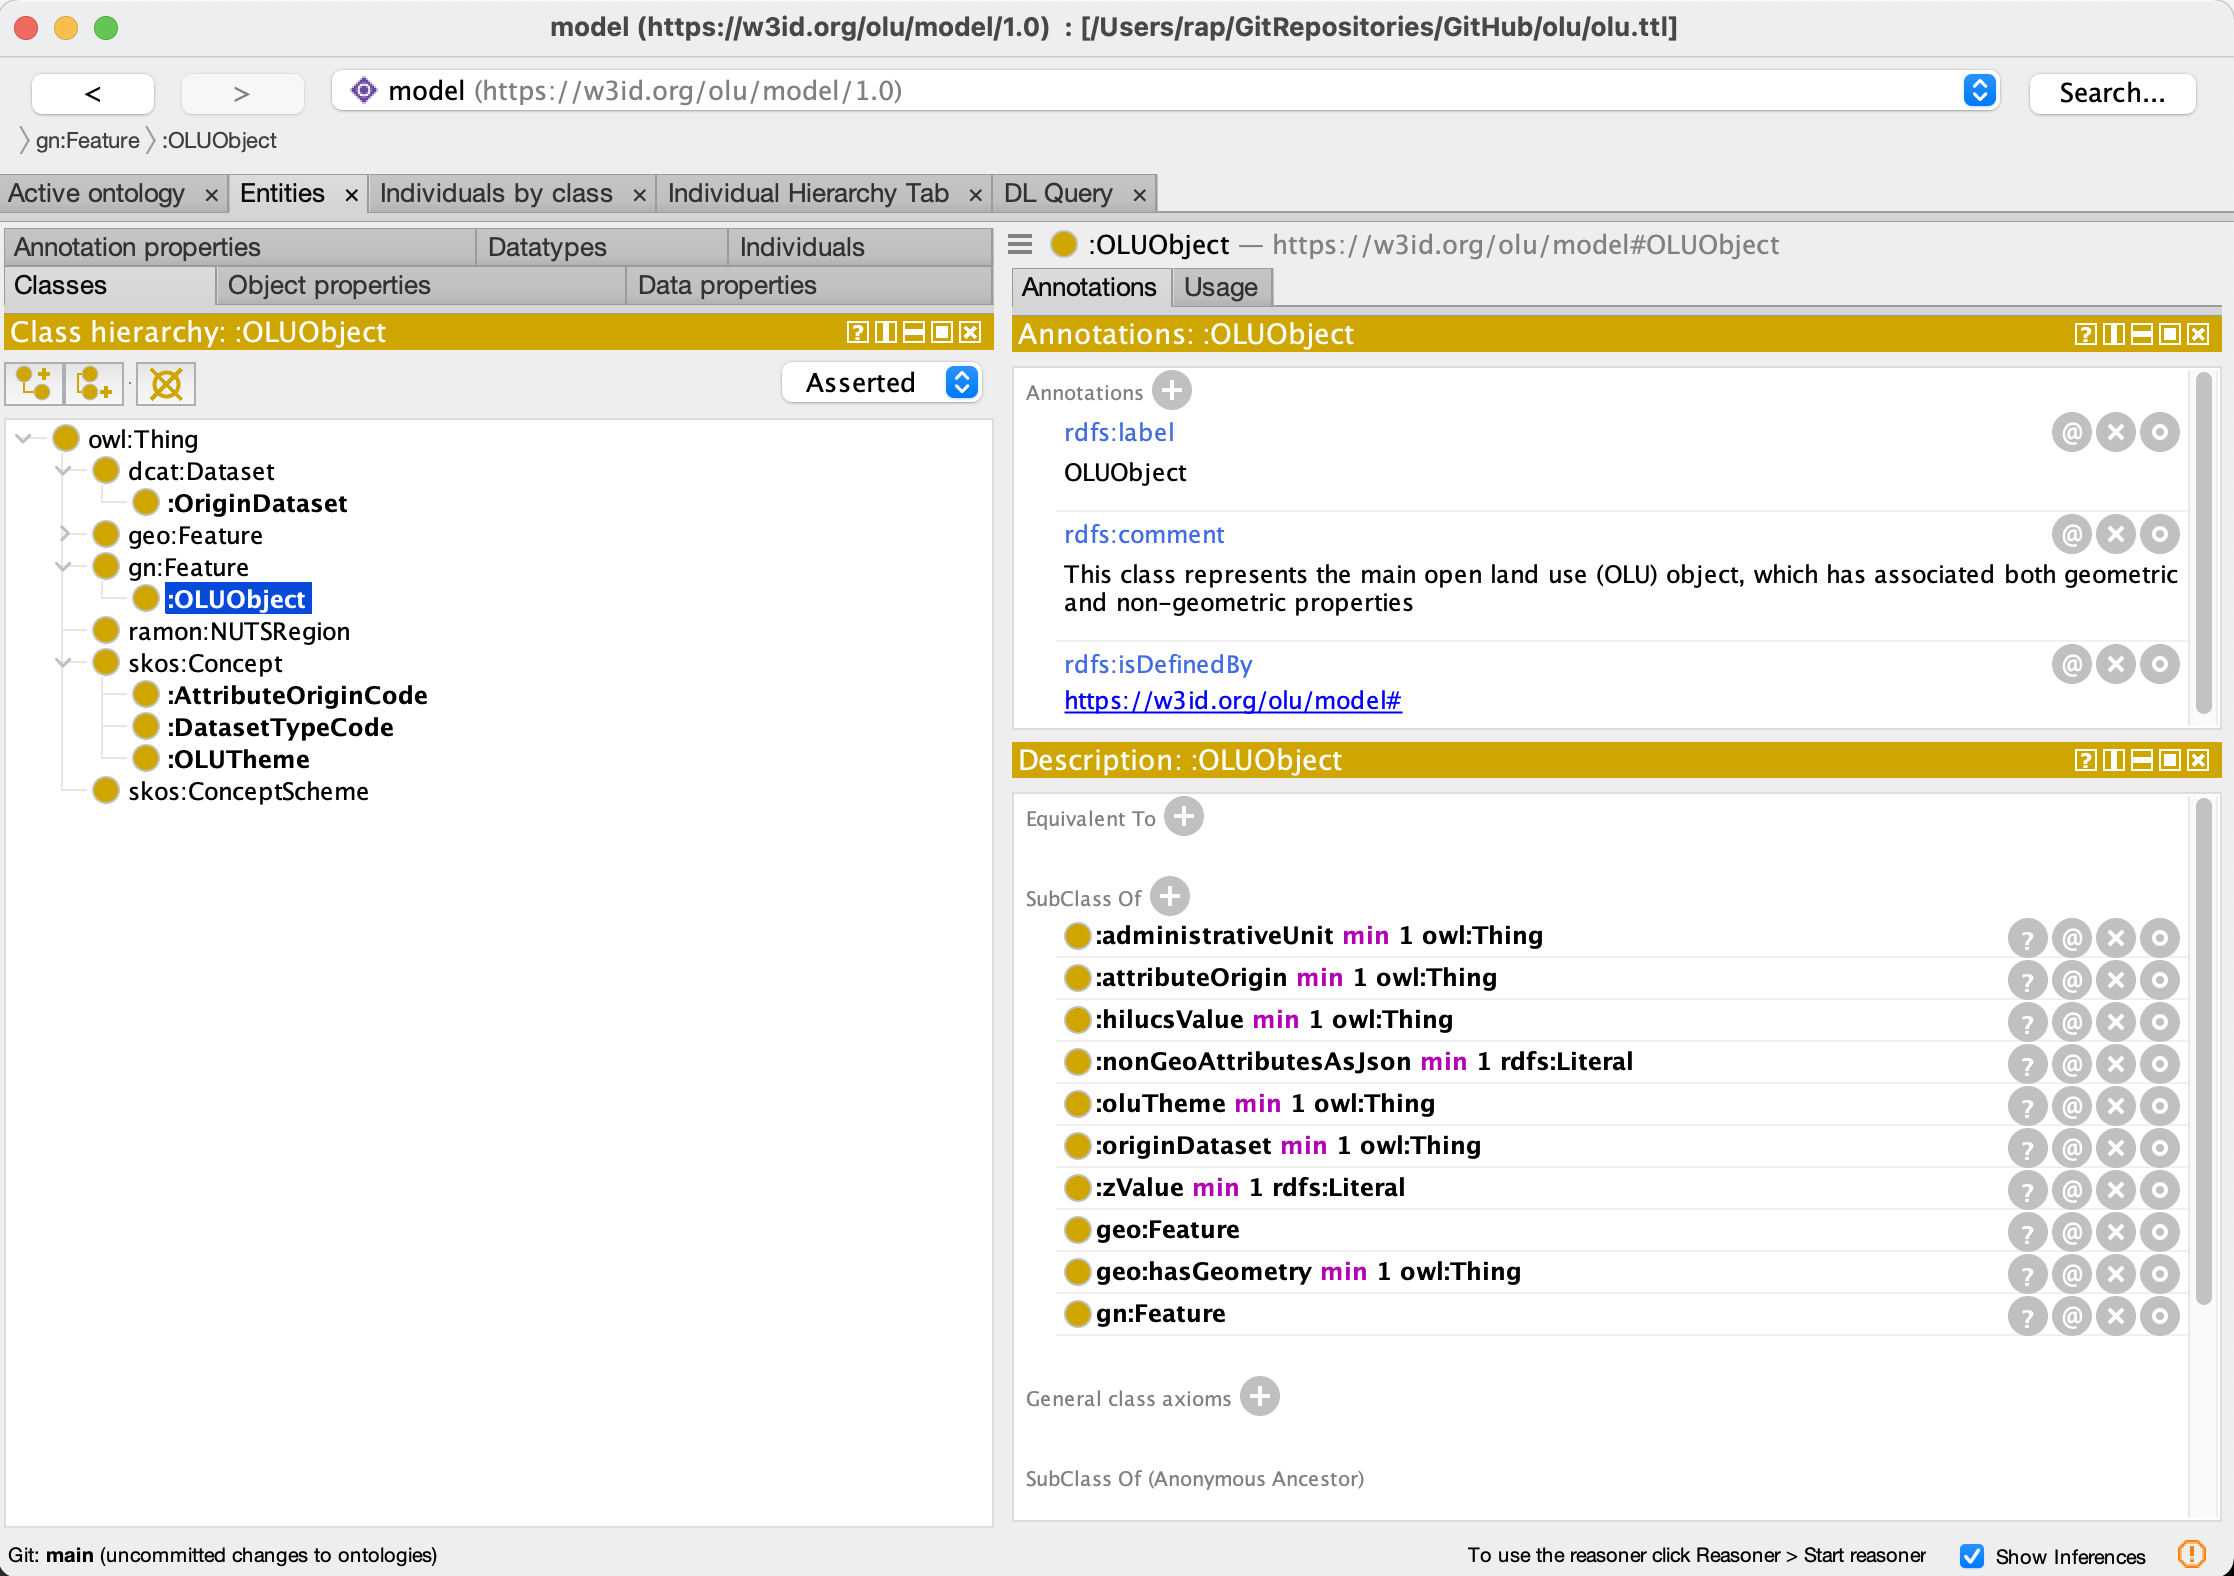 model (https://w3id.org/olu/model/1.0)  : [/Users/rap/GitRepositories/GitHub/olu/olu.ttl]
< > model (https://w3id.org/olu/model/1.0) Search...
gn:Feature :OLUObject
Active ontology × Entities × Individuals by class × Individual Hierarchy Tab × DL Query ×
Annotation properties Datatypes Individuals
Classes Object properties Data properties
Class hierarchy: :OLUObject
Asserted
owl:Thing
dcat:Dataset
:OriginDataset
geo:Feature
gn:Feature
:OLUObject
ramon:NUTSRegion
skos:Concept
:AttributeOriginCode
:DatasetTypeCode
:OLUTheme
skos:ConceptScheme
:OLUObject — https://w3id.org/olu/model#OLUObject
Annotations Usage
Annotations: :OLUObject
Annotations
rdfs:label
OLUObject
rdfs:comment
This class represents the main open land use (OLU) object, which has associated both geometric
and non-geometric properties
rdfs:isDefinedBy
https://w3id.org/olu/model#
Description: :OLUObject
Equivalent To
SubClass Of
:administrativeUnit min 1 owl:Thing
:attributeOrigin min 1 owl:Thing
:hilucsValue min 1 owl:Thing
:nonGeoAttributesAsJson min 1 rdfs:Literal
:oluTheme min 1 owl:Thing
:originDataset min 1 owl:Thing
:zValue min 1 rdfs:Literal
geo:Feature
geo:hasGeometry min 1 owl:Thing
gn:Feature
General class axioms
SubClass Of (Anonymous Ancestor)
Git: main (uncommitted changes to ontologies)
To use the reasoner click Reasoner > Start reasoner Show Inferences